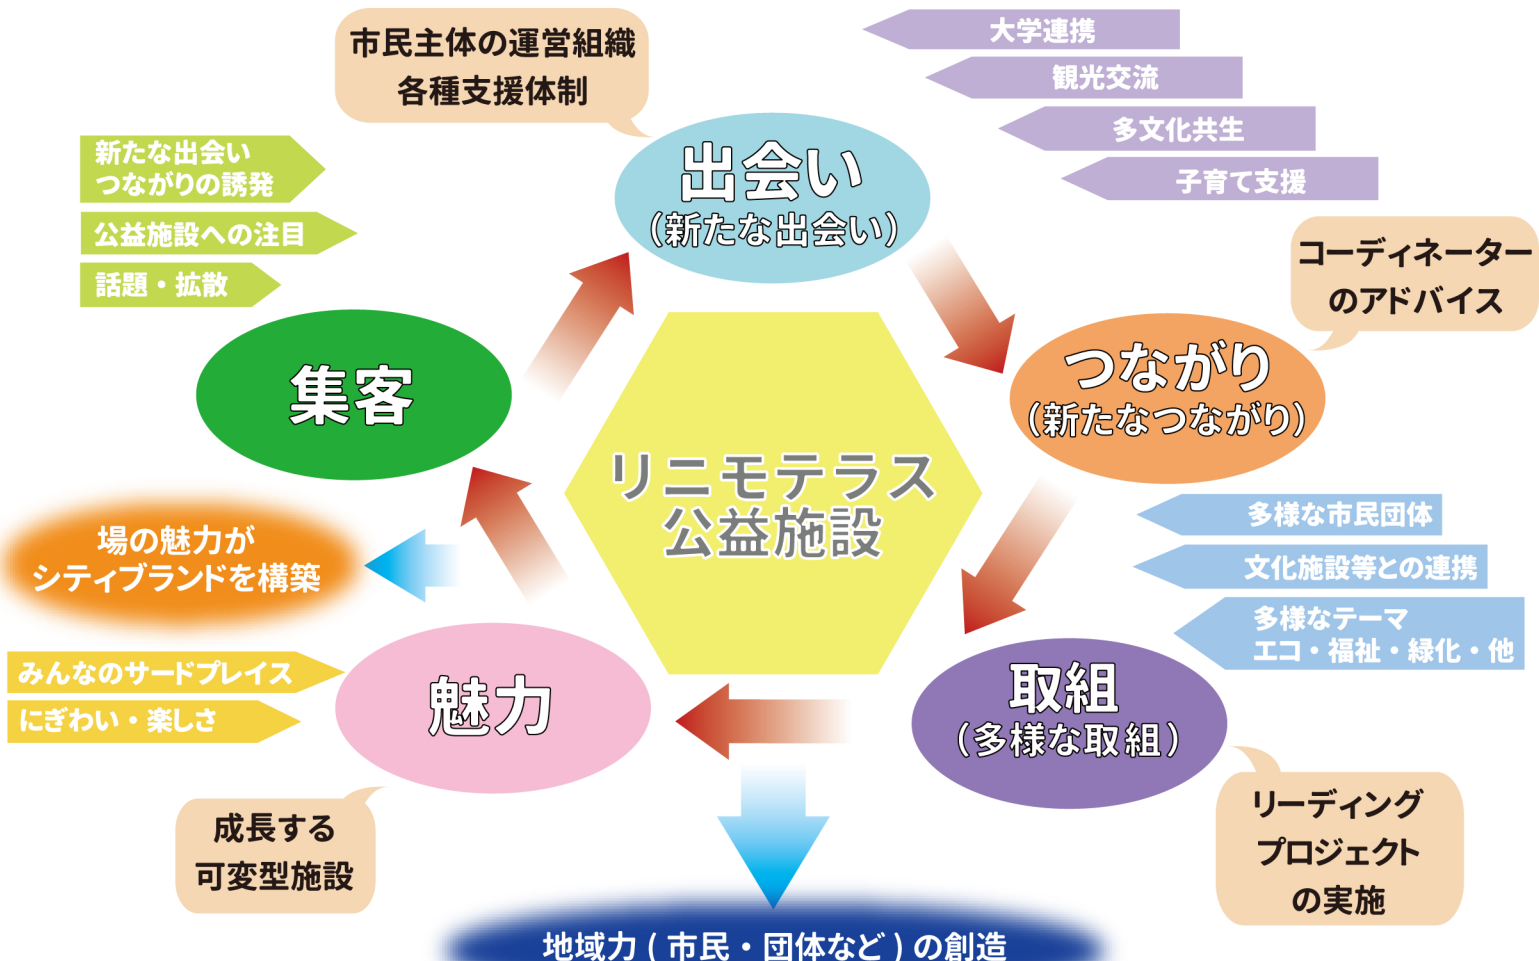 市民主体の運営組織
各種支援体制
大学連携
観光交流
多文化共生
子育て支援
出会い
（新たな出会い）
新たな出会い
つながりの誘発
公益施設への注目
話題・拡散
コーディネーター
のアドバイス
つながり
（新たなつながり）
集客
リニモテラス
公益施設
多様な市民団体
文化施設等との連携
多様なテーマ
エコ・福祉・緑化・他
場の魅力が
シティブランドを構築
みんなのサードプレイス
にぎわい・楽しさ
魅力
取組
（多様な取組）
成長する
可変型施設
リーディング
プロジェクト
の実施
地域力(市民・団体など)の創造